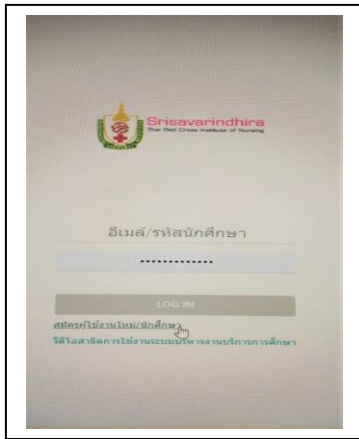 Srisavarindhira
Thai Red Cross Institute of Nursing
อีเมล์/รหัสนักศึกษา
•••••••••••••
LOG IN
สมัครผู้ใช้งานใหม่/นักศึกษา
วีดีโอสาธิตการใช้งานระบบบริหารงานบริการการศึกษา